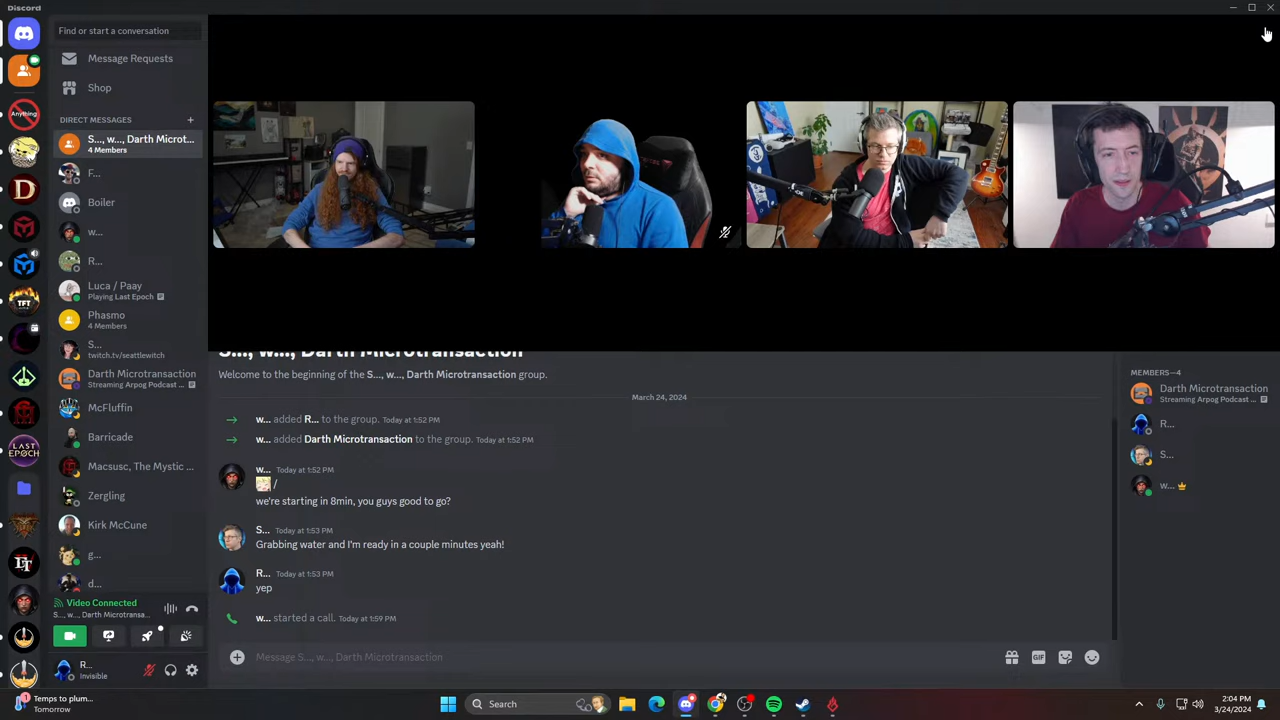 Discord
Find or start a conversation
Message Requests
Shop
DIRECT MESSAGES
S..., w..., Darth Microt...
4 Members
F...
Boiler
w...
R...
Luca / Paay
Playing Last Epoch
Phasmo
4 Members
S...
twitch.tv/seattlewitch
Darth Microtransaction
Streaming Arpog Podcast ...
McFluffin
Barricade
Macsusc, The Mystic ...
Zergling
Kirk McCune
g...
d...
Video Connected
S..., w..., Darth Microtransa...
R...
Invisible
Anything
TFT
LAST
EPOCH
S..., w..., Darth Microtransaction
Welcome to the beginning of the S..., w..., Darth Microtransaction group.
March 24, 2024
w... added R... to the group. Today at 1:52 PM
w... added Darth Microtransaction to the group. Today at 1:52 PM
w... Today at 1:52 PM
/
we're starting in 8min, you guys good to go?
S... Today at 1:53 PM
Grabbing water and I'm ready in a couple minutes yeah!
R... Today at 1:53 PM
yep
w... started a call. Today at 1:59 PM
Message S..., w..., Darth Microtransaction
GIF
MEMBERS—4
Darth Microtransaction
Streaming Arpog Podcast ...
R...
S...
w...
1
Temps to plum...
Tomorrow
Search
2:04 PM
3/24/2024